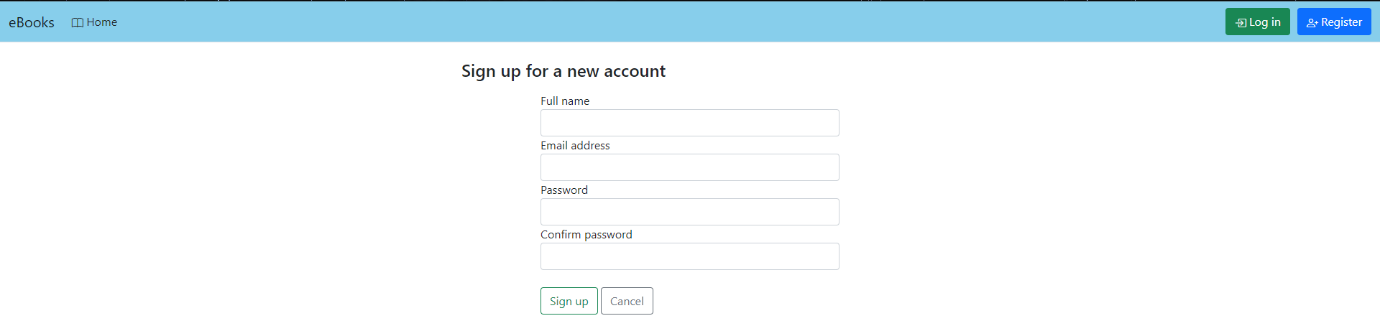 eBooks Home Log in Register
Sign up for a new account
Full name
Email address
Password
Confirm password
Sign up Cancel